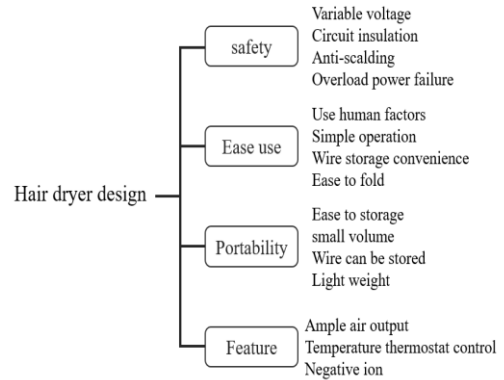 Hair dryer design
safety
Variable voltage
Circuit insulation
Anti-scalding
Overload power failure
Ease use
Use human factors
Simple operation
Wire storage convenience
Ease to fold
Portability
Ease to storage
small volume
Wire can be stored
Light weight
Feature
Ample air output
Temperature thermostat control
Negative ion